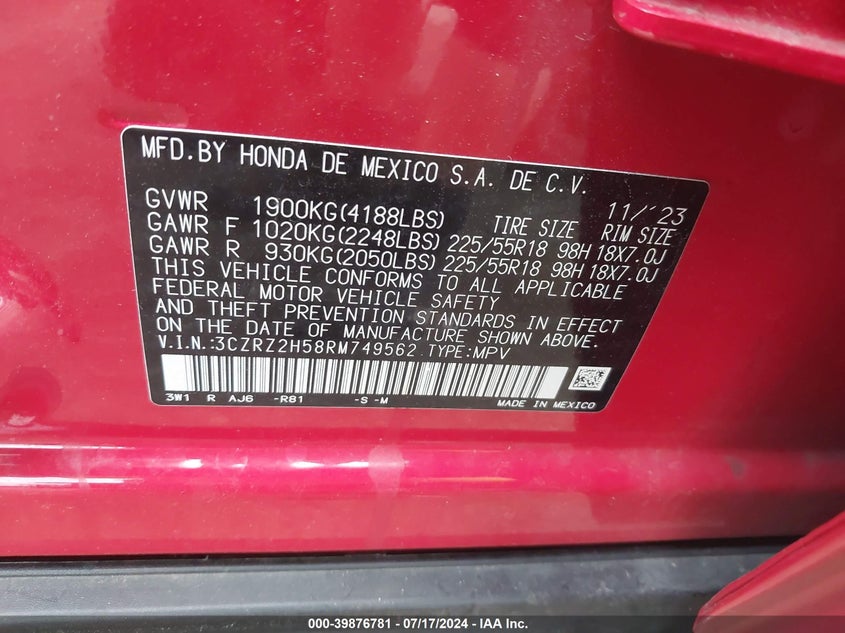 MFD.BY HONDA DE MEXICO S.A. DE C.V.
11/'23
GVWR 1900KG(4188LBS) TIRE SIZE RIM SIZE
GAWR F 1020KG(2248LBS) 225/55R18 98H 18X7.0J
GAWR R 930KG(2050LBS) 225/55R18 98H 18X7.0J
THIS VEHICLE CONFORMS TO ALL APPLICABLE
FEDERAL MOTOR VEHICLE SAFETY
AND THEFT PREVENTION STANDARDS IN EFFECT
ON THE DATE OF MANUFACTURE SHOWN ABOVE.
V.I.N.:3CZRZ2H58RM749562 TYPE:MPV
3W1 R AJ6 -R81 -S -M MADE IN MEXICO
000-39876781 - 07/17/2024 - IAA Inc.